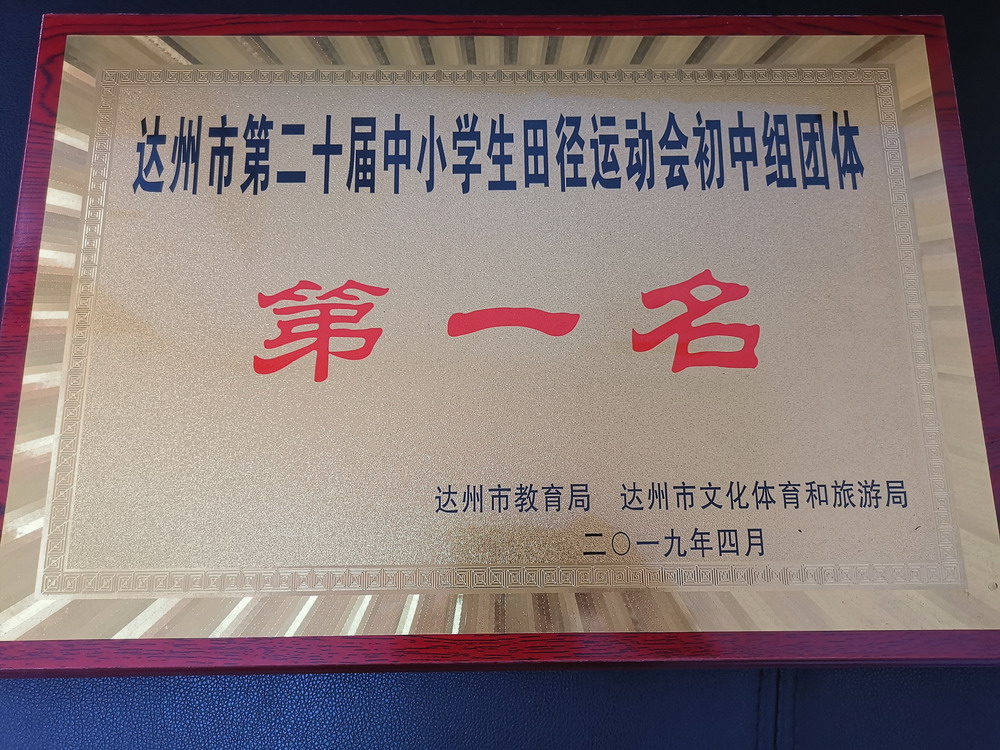 达州市第二十届中小学生田径运动会初中组团体
第一名
达州市教育局 达州市文化体育和旅游局
二〇一九年四月